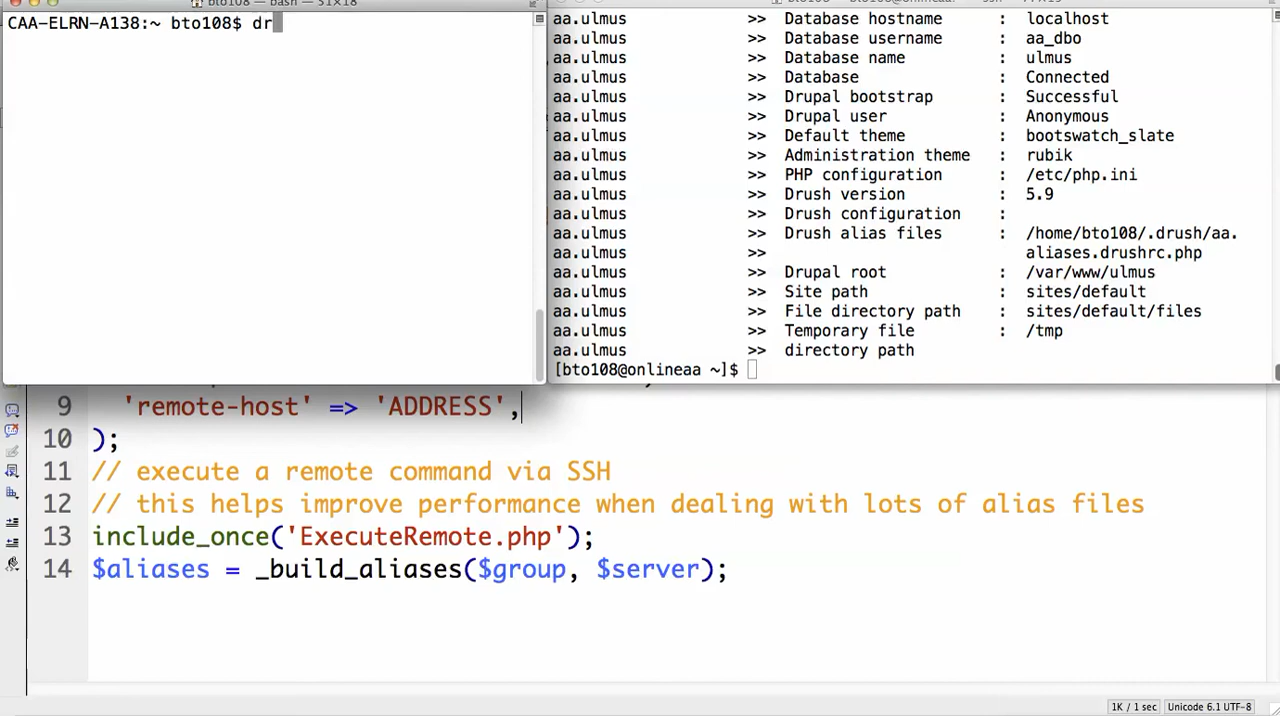 bto108 — bash — 51×18
CAA-ELRN-A138:~ bto108$ dr
aa.ulmus >> Database hostname : localhost
aa.ulmus >> Database username : aa_dbo
aa.ulmus >> Database name : ulmus
aa.ulmus >> Database : Connected
aa.ulmus >> Drupal bootstrap : Successful
aa.ulmus >> Drupal user : Anonymous
aa.ulmus >> Default theme : bootswatch_slate
aa.ulmus >> Administration theme : rubik
aa.ulmus >> PHP configuration : /etc/php.ini
aa.ulmus >> Drush version : 5.9
aa.ulmus >> Drush configuration :
aa.ulmus >> Drush alias files : /home/bto108/.drush/aa.
aa.ulmus >> aliases.drushrc.php
aa.ulmus >> Drupal root : /var/www/ulmus
aa.ulmus >> Site path : sites/default
aa.ulmus >> File directory path : sites/default/files
aa.ulmus >> Temporary file : /tmp
aa.ulmus >> directory path
[bto108@onlineaa ~]$
9 'remote-host' => 'ADDRESS',
10 );
11 // execute a remote command via SSH
12 // this helps improve performance when dealing with lots of alias files
13 include_once('ExecuteRemote.php');
14 $aliases = _build_aliases($group, $server);
1K / 1 sec Unicode 6.1 UTF-8